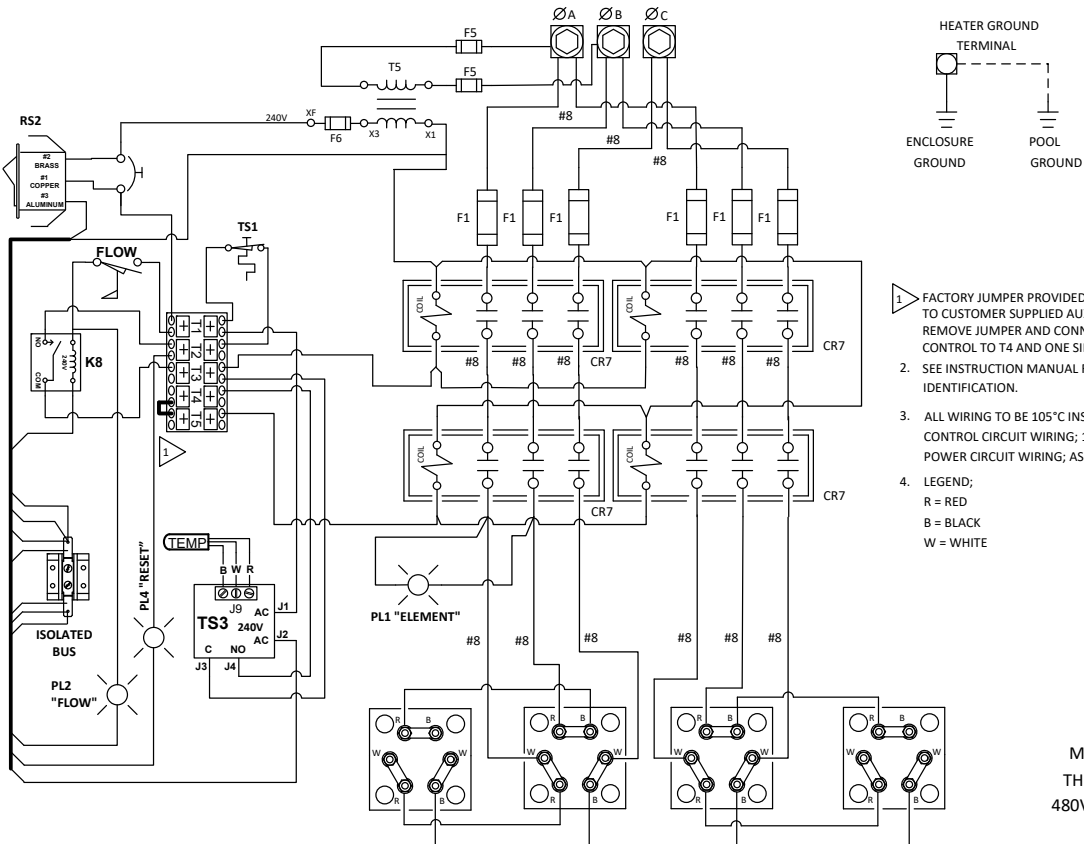 ØA
ØB
ØC
F5
T5
F5
240V
XF
F6
X3
X1
#8
#8
#8
HEATER GROUND
TERMINAL
ENCLOSURE
GROUND
POOL
GROUND
RS2
#2
BRASS
#1
COPPER
#3
ALUMINUM
F1
F1
F1
F1
F1
F1
TS1
FLOW
NO
240V
COM
K8
T1
T2
T3
T4
T5
1
COIL
COIL
CR7
CR7
#8
#8
#8
#8
#8
#8
COIL
COIL
CR7
CR7
1
FACTORY JUMPER PROVIDED
TO CUSTOMER SUPPLIED AU
REMOVE JUMPER AND CONN
CONTROL TO T4 AND ONE SI
2. SEE INSTRUCTION MANUAL
IDENTIFICATION.
3. ALL WIRING TO BE 105°C INS
CONTROL CIRCUIT WIRING; 1
POWER CIRCUIT WIRING; AS
4. LEGEND;
R = RED
B = BLACK
W = WHITE
TEMP
B W R
J9
TS3
240V
AC
AC
C
NO
J1
J2
J3
J4
PL4 "RESET"
ISOLATED
BUS
PL2
"FLOW"
PL1 "ELEMENT"
#8
#8
#8
#8
#8
#8
R
B
W
W
R
B
R
B
W
W
R
B
R
B
W
W
R
B
R
B
W
W
R
B
M
TH
480V